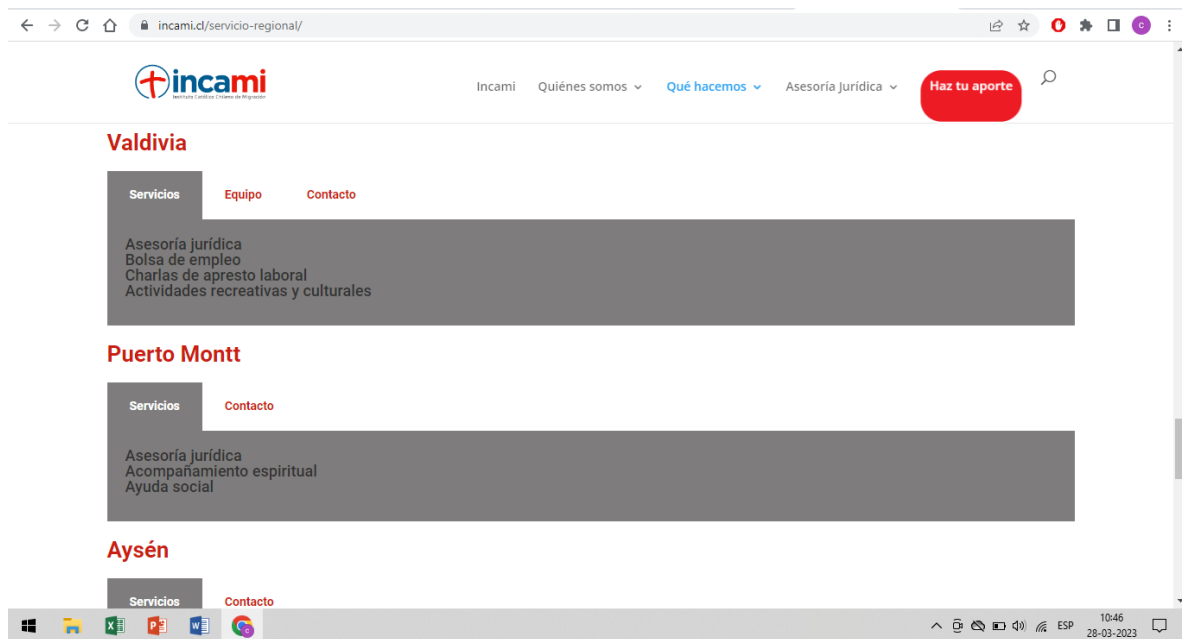 incami.cl/servicio-regional/
c
incami
Instituto Católico Chileno de Migración
Incami Quiénes somos Qué hacemos Asesoría Jurídica Haz tu aporte
Valdivia
Servicios Equipo Contacto
Asesoría jurídica
Bolsa de empleo
Charlas de apresto laboral
Actividades recreativas y culturales
Puerto Montt
Servicios Contacto
Asesoría jurídica
Acompañamiento espiritual
Ayuda social
Aysén
Servicios Contacto
ESP
10:46
28-03-2023